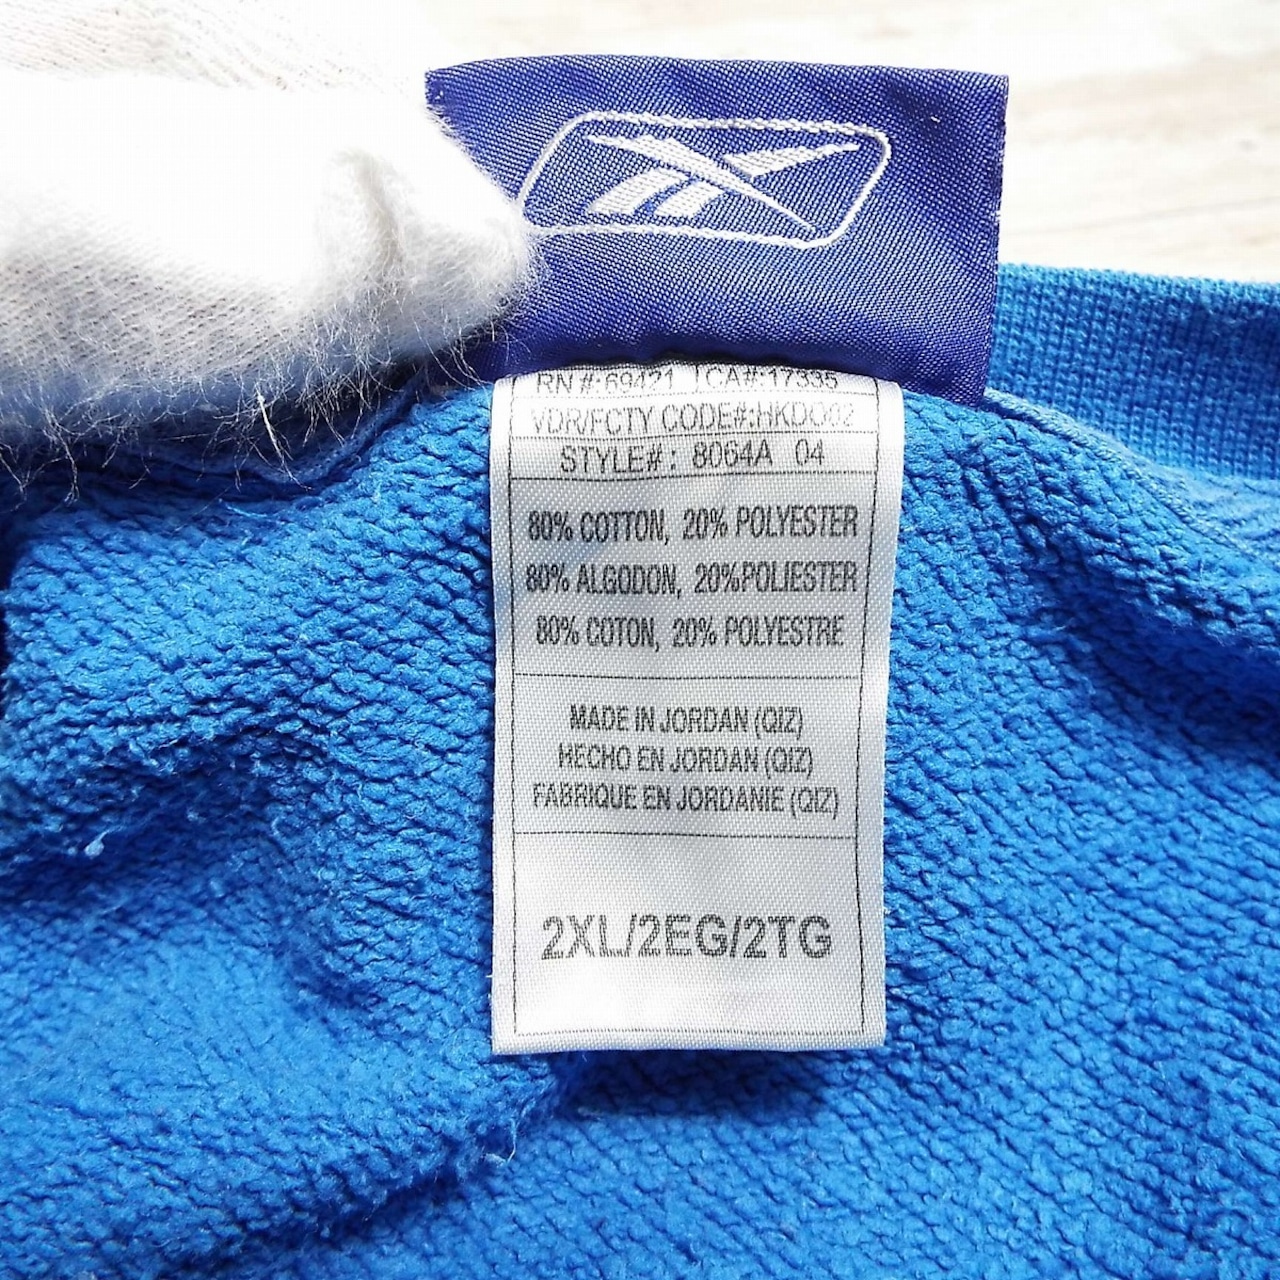 RN #: 69421 CA#: 17335
VDR/FCTY CODE#:HKDO02
STYLE# : 8064A 04
80% COTTON, 20% POLYESTER
80% ALGODON, 20%POLIESTER
80% COTON, 20% POLYESTRE
MADE IN JORDAN (QIZ)
HECHO EN JORDAN (QIZ)
FABRIQUE EN JORDANIE (QIZ)
2XL/2EG/2TG